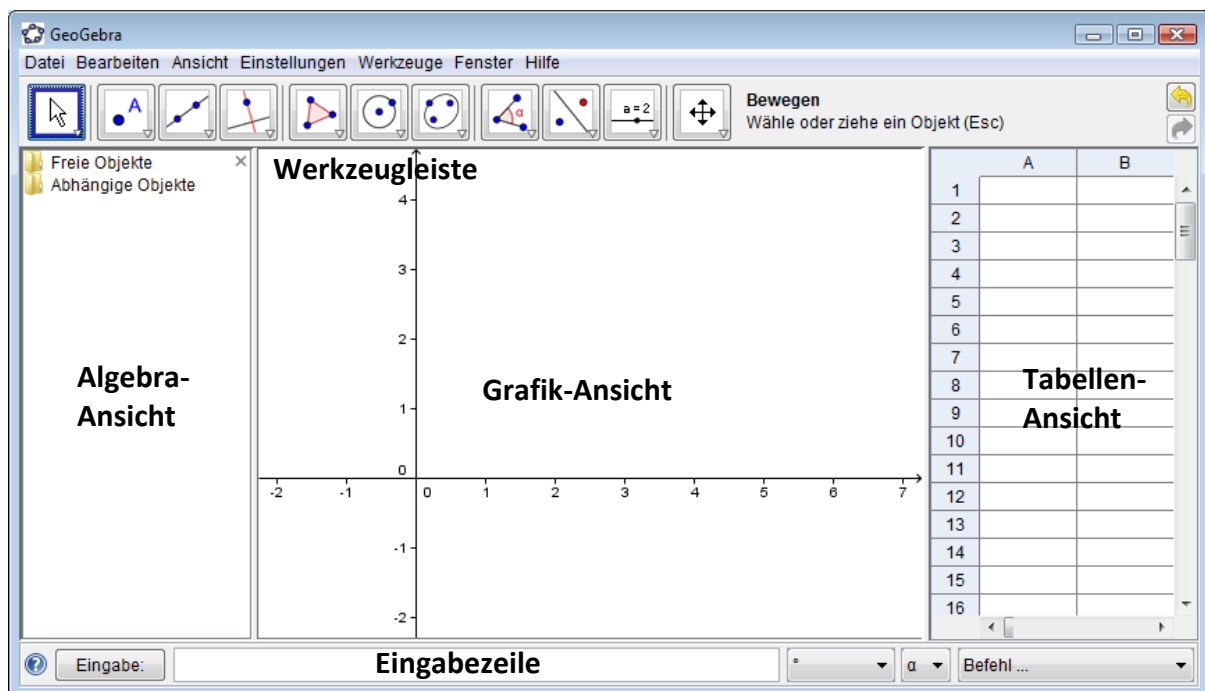 GeoGebra
Datei Bearbeiten Ansicht Einstellungen Werkzeuge Fenster Hilfe
A
α
a=2
Bewegen
Wähle oder ziehe ein Objekt (Esc)
Freie Objekte
Abhängige Objekte
Werkzeugleiste
Algebra-
Ansicht
Grafik-Ansicht
4
3
2
1
0
-1
-2
-2 -1 0 1 2 3 4 5 6 7
A B
1
2
3
4
5
6
7
8
9
10
11
12
13
14
15
16
Tabellen-
Ansicht
Eingabe:
Eingabezeile
° α Befehl ...